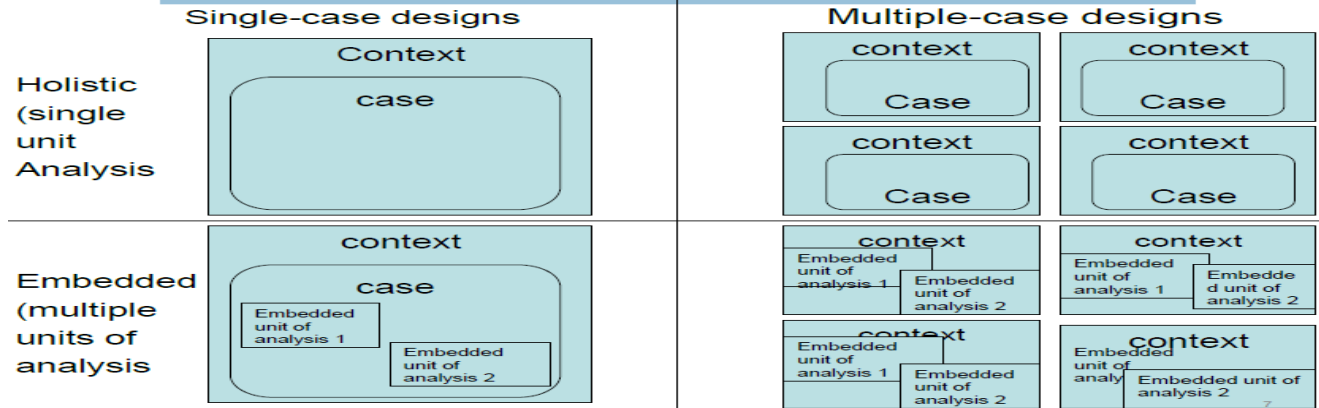 Single-case designs
Multiple-case designs
Holistic
(single
unit
Analysis
Context
case
context
Case
context
Case
context
Case
context
Case
Embedded
(multiple
units of
analysis
context
case
Embedded
unit of
analysis 1
Embedded
unit of
analysis 2
context
Embedded
unit of
analysis 1
Embedded
unit of
analysis 2
context
Embedded
unit of
analysis 1
Embedde
d unit of
analysis 2
context
Embedded
unit of
analysis 1
Embedded
unit of
analysis 2
context
Embedded
unit of
analy
Embedded unit of
analysis 2
7